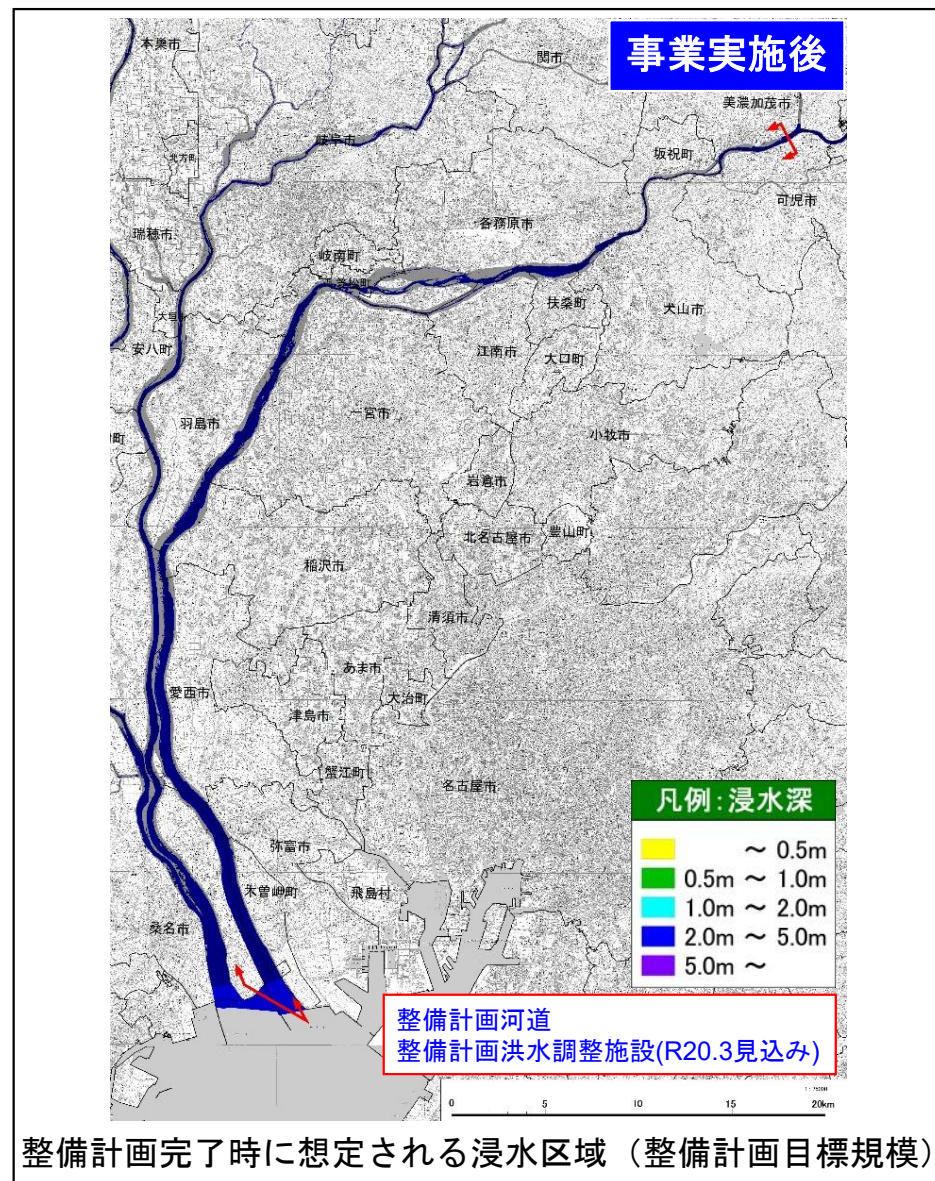 事業実施後
本巣市
関市
美濃加茂市
岐阜市
坂祝町
北方町
可児市
各務原市
瑞穂市
岐南町
扶桑町
犬山市
安八町
江南市
大口町
一宮市
羽島市
小牧市
町
岩倉市
北名古屋市
豊山町
稲沢市
清須市
あま市
愛西市
大治町
津島市
蟹江町
名古屋市
凡例:浸水深
～ 0.5m
0.5m ～ 1.0m
1.0m ～ 2.0m
2.0m ～ 5.0m
5.0m ～
弥富市
木曽岬町
飛島村
桑名市
整備計画河道
整備計画洪水調整施設(R20.3見込み)
0 5 10 15 20km
整備計画完了時に想定される浸水区域（整備計画目標規模）